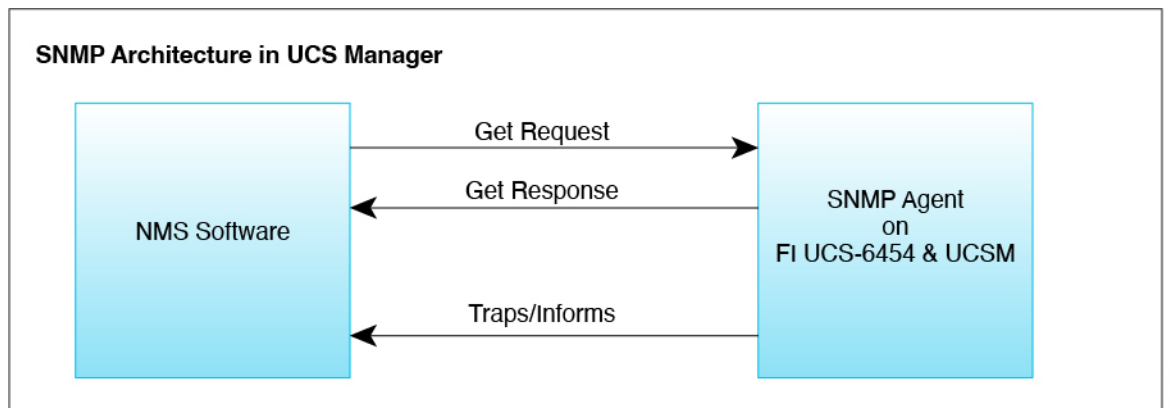 SNMP Architecture in UCS Manager
Get Request
Get Response
NMS Software
SNMP Agent
on
FI UCS-6454 & UCSM
Traps/Informs